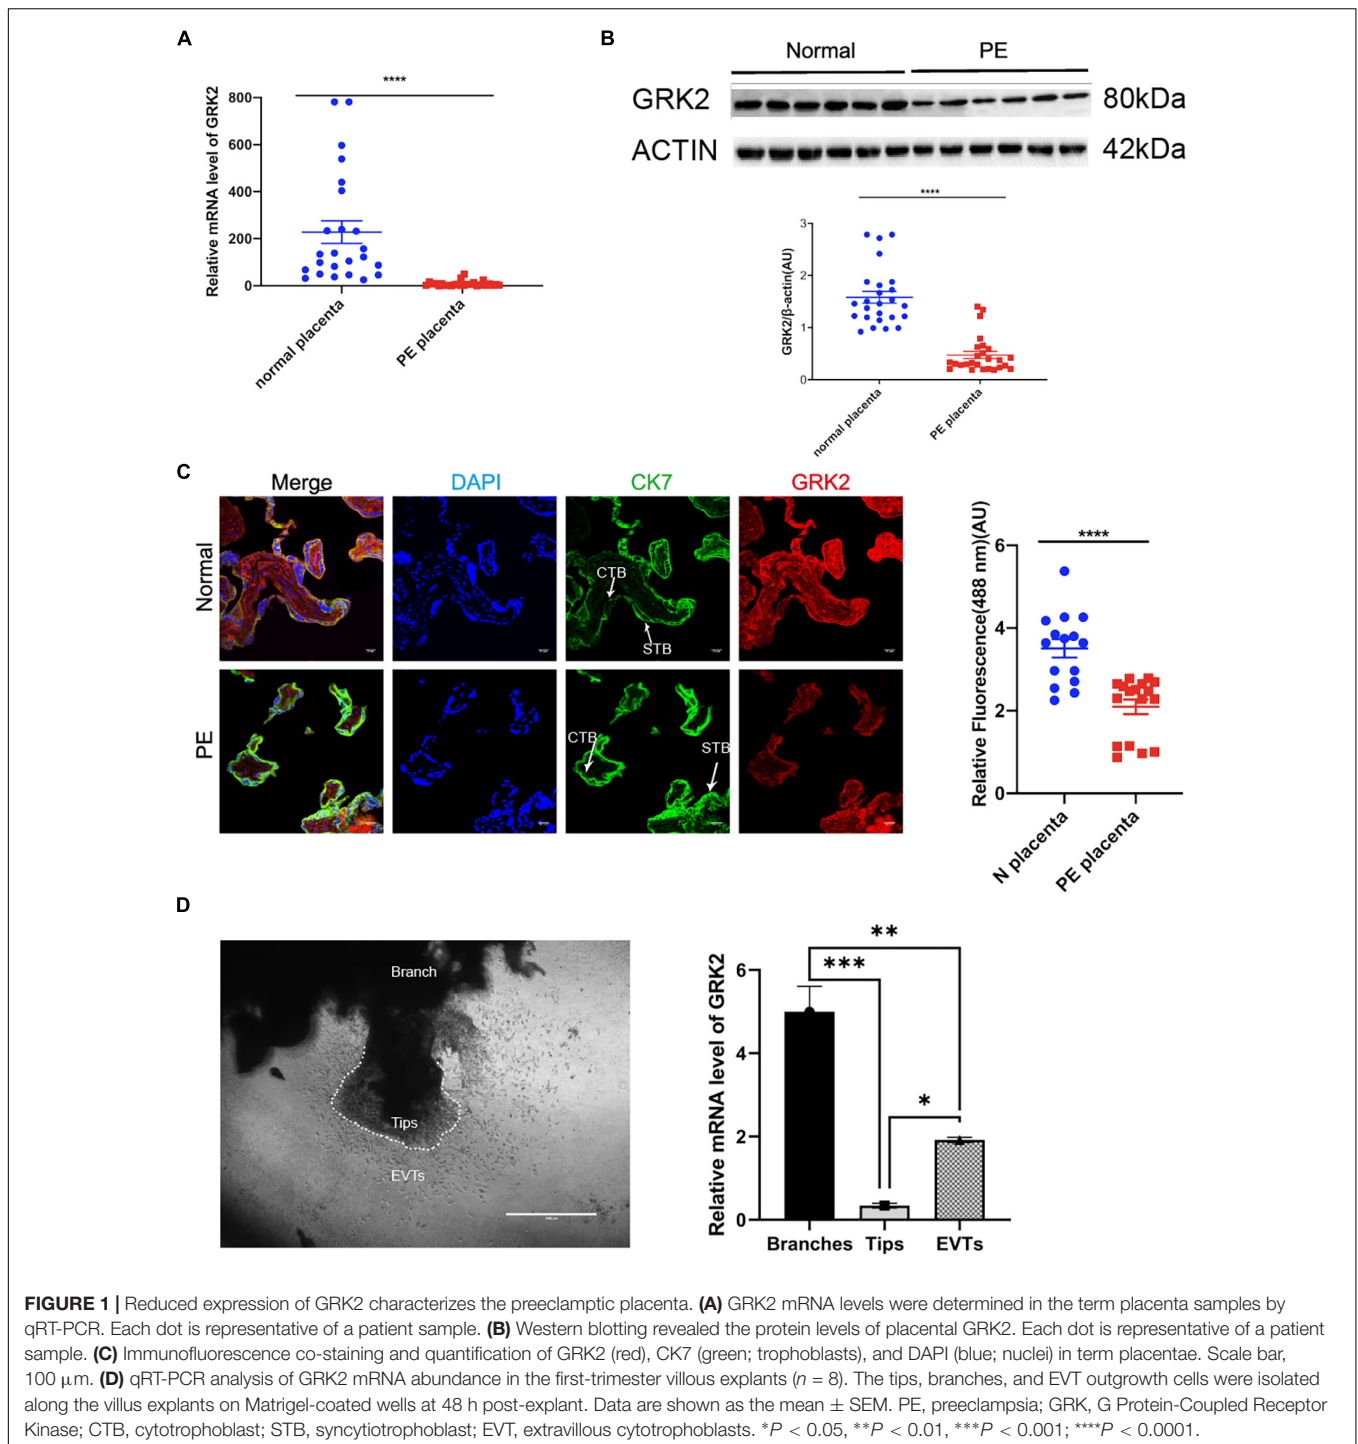 A
****
Relative mRNA level of GRK2
800
600
400
200
0
normal placenta
PE placenta
B
Normal
PE
GRK2
80kDa
ACTIN
42kDa
****
GRK2/β-actin(AU)
3
2
1
0
normal placenta
PE placenta
C
Merge
DAPI
CK7
GRK2
Normal
CTB
STB
PE
CTB
STB
****
Relative Fluorescence(488 nm)(AU)
6
4
2
0
N placenta
PE placenta
D
Branch
Tips
EVTs
**
***
*
Relative mRNA level of GRK2
6
4
2
0
Branches Tips EVTs
FIGURE 1 | Reduced expression of GRK2 characterizes the preeclamptic placenta. (A) GRK2 mRNA levels were determined in the term placenta samples by
qRT-PCR. Each dot is representative of a patient sample. (B) Western blotting revealed the protein levels of placental GRK2. Each dot is representative of a patient
sample. (C) Immunofluorescence co-staining and quantification of GRK2 (red), CK7 (green; trophoblasts), and DAPI (blue; nuclei) in term placentae. Scale bar,
100 μm. (D) qRT-PCR analysis of GRK2 mRNA abundance in the first-trimester villous explants (n = 8). The tips, branches, and EVT outgrowth cells were isolated
along the villus explants on Matrigel-coated wells at 48 h post-explant. Data are shown as the mean ± SEM. PE, preeclampsia; GRK, G Protein-Coupled Receptor
Kinase; CTB, cytotrophoblast; STB, syncytiotrophoblast; EVT, extravillous cytotrophoblasts. *P < 0.05, **P < 0.01, ***P < 0.001; ****P < 0.0001.